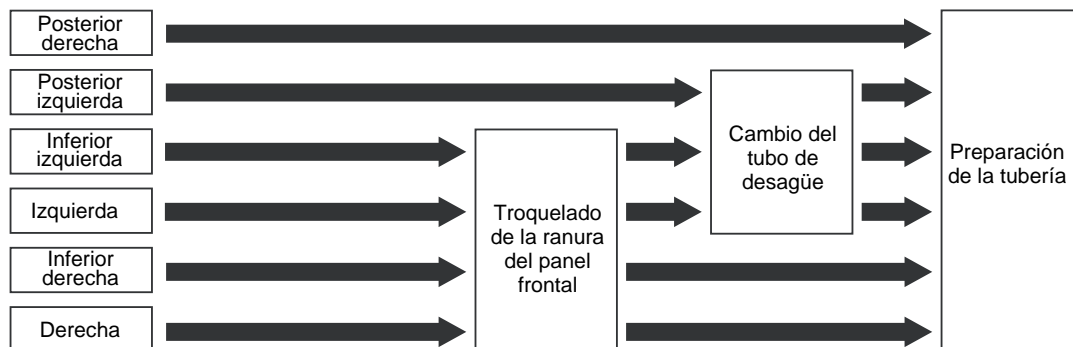 Posterior
derecha
Posterior
izquierda
Inferior
izquierda
Izquierda
Inferior
derecha
Derecha
Troquelado
de la ranura
del panel
frontal
Cambio del
tubo de
desagüe
Preparación
de la tubería